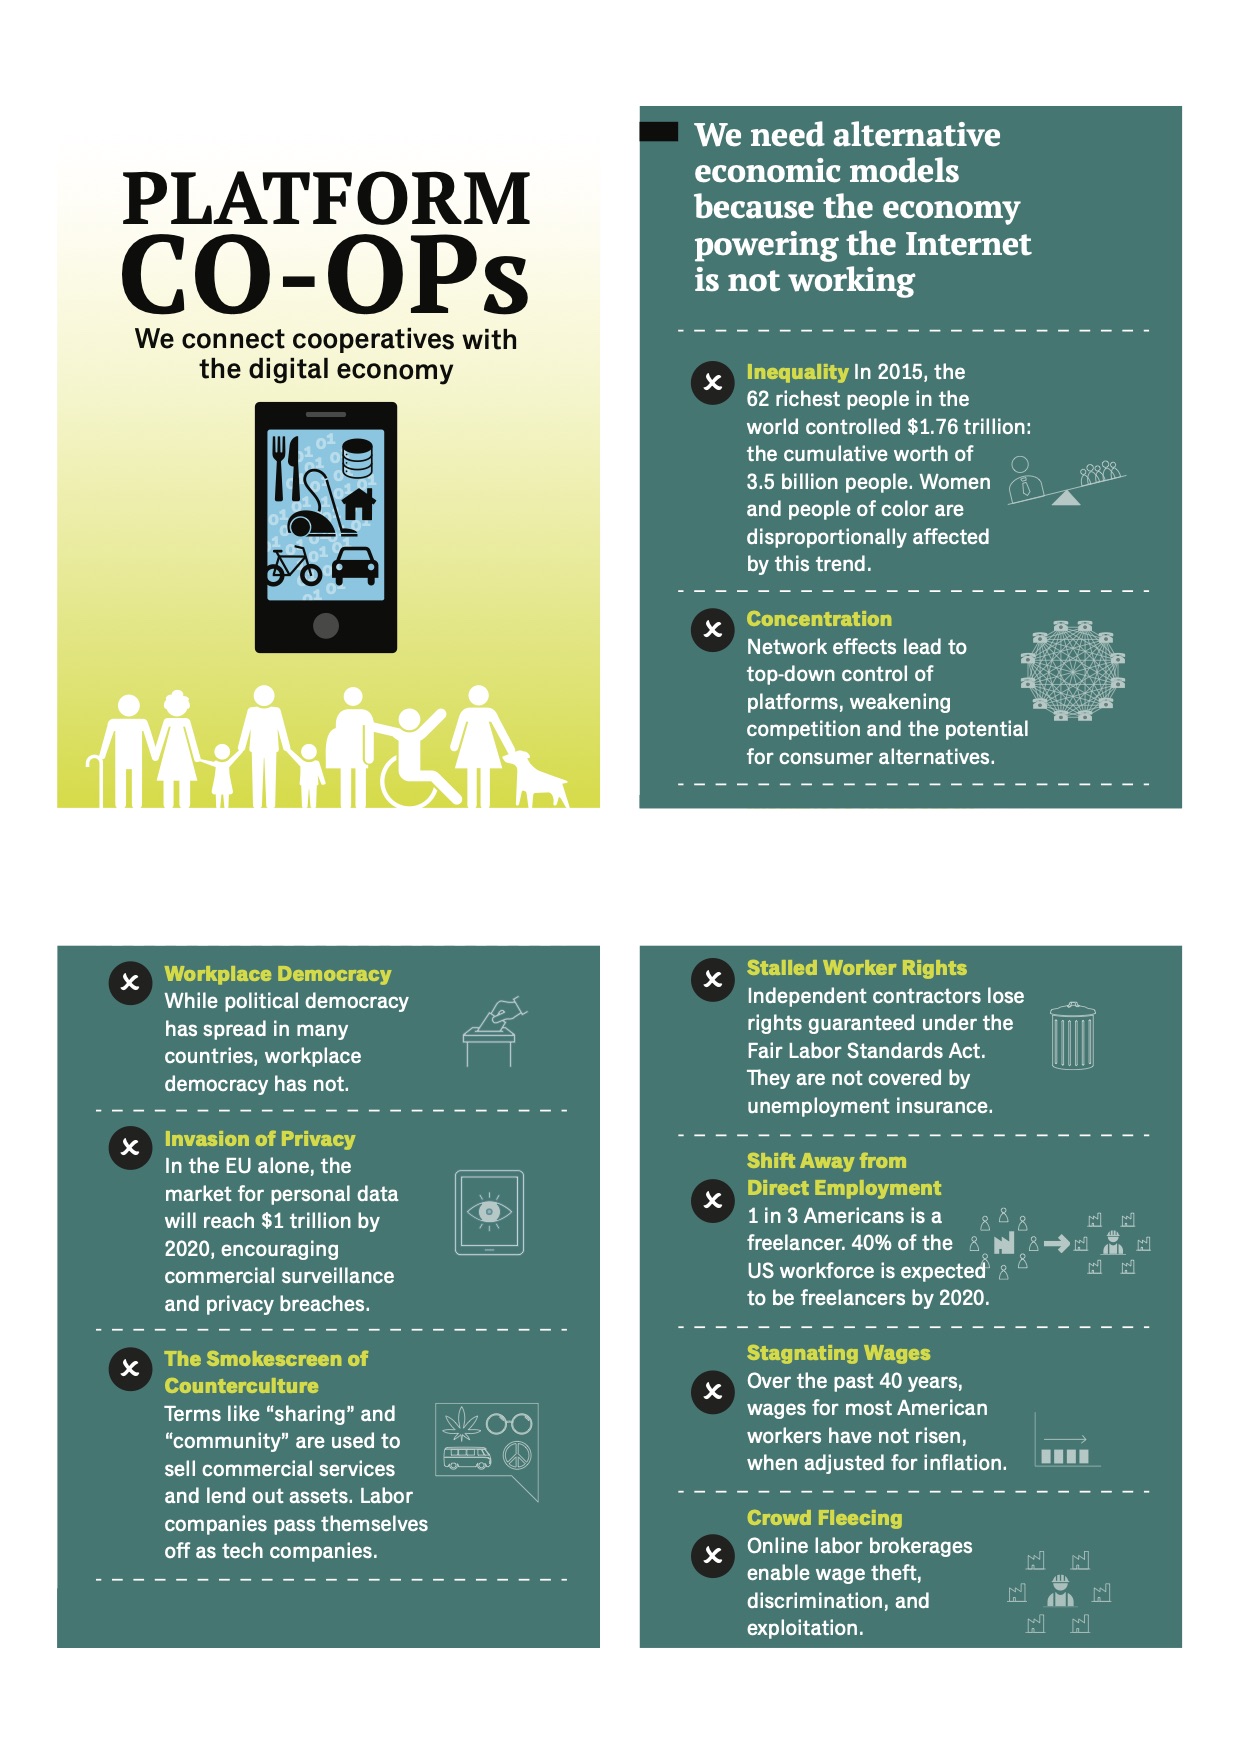 PLATFORM
CO-OPs
We connect cooperatives with
the digital economy
01
01
01
01
01
01
01
01
01
We need alternative
economic models
because the economy
powering the Internet
is not working
Inequality In 2015, the
62 richest people in the
world controlled $1.76 trillion:
the cumulative worth of
3.5 billion people. Women
and people of color are
disproportionally affected
by this trend.
Concentration
Network effects lead to
top-down control of
platforms, weakening
competition and the potential
for consumer alternatives.
Workplace Democracy
While political democracy
has spread in many
countries, workplace
democracy has not.
Invasion of Privacy
In the EU alone, the
market for personal data
will reach $1 trillion by
2020, encouraging
commercial surveillance
and privacy breaches.
The Smokescreen of
Counterculture
Terms like “sharing” and
“community” are used to
sell commercial services
and lend out assets. Labor
companies pass themselves
off as tech companies.
Stalled Worker Rights
Independent contractors lose
rights guaranteed under the
Fair Labor Standards Act.
They are not covered by
unemployment insurance.
Shift Away from
Direct Employment
1 in 3 Americans is a
freelancer. 40% of the
US workforce is expected
to be freelancers by 2020.
Stagnating Wages
Over the past 40 years,
wages for most American
workers have not risen,
when adjusted for inflation.
Crowd Fleecing
Online labor brokerages
enable wage theft,
discrimination, and
exploitation.